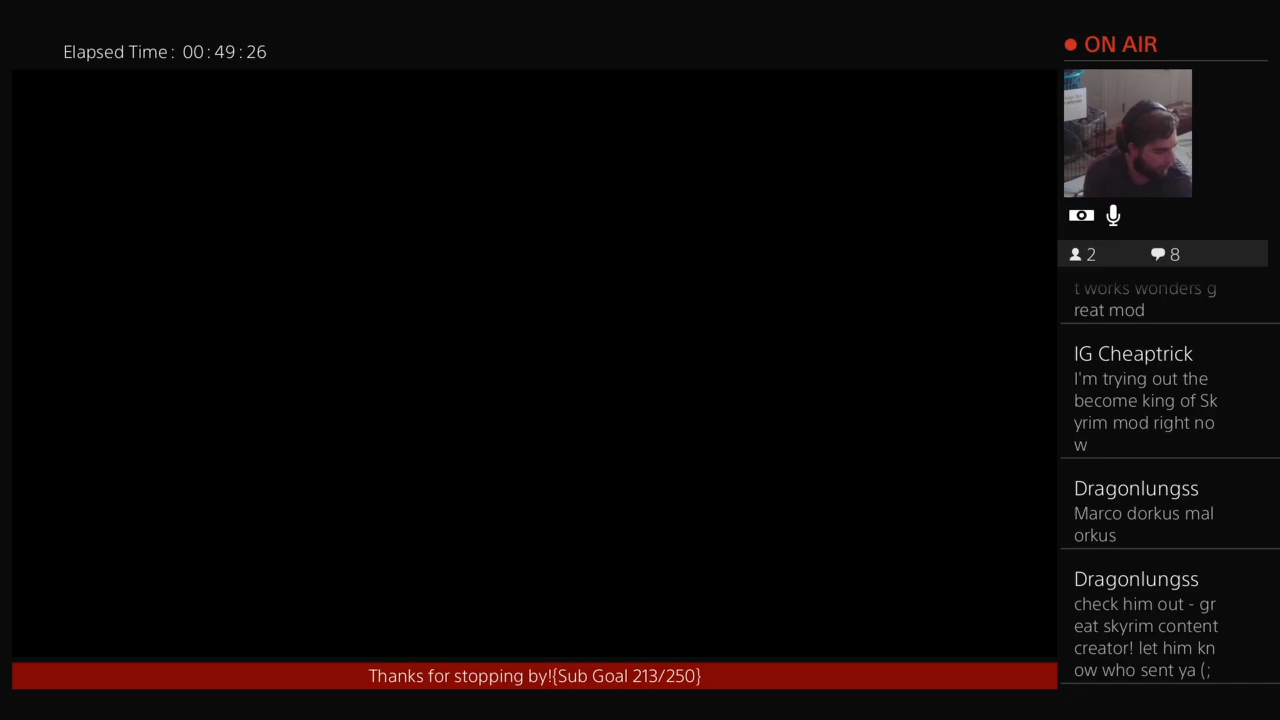 Elapsed Time: 00:49:26
ON AIR
2 8
t works wonders g
reat mod
IG Cheaptrick
I'm trying out the
become king of Sk
yrim mod right no
w
Dragonlungss
Marco dorkus mal
orkus
Dragonlungss
check him out - gr
eat skyrim content
creator! let him kn
ow who sent ya (;
Thanks for stopping by!{Sub Goal 213/250}